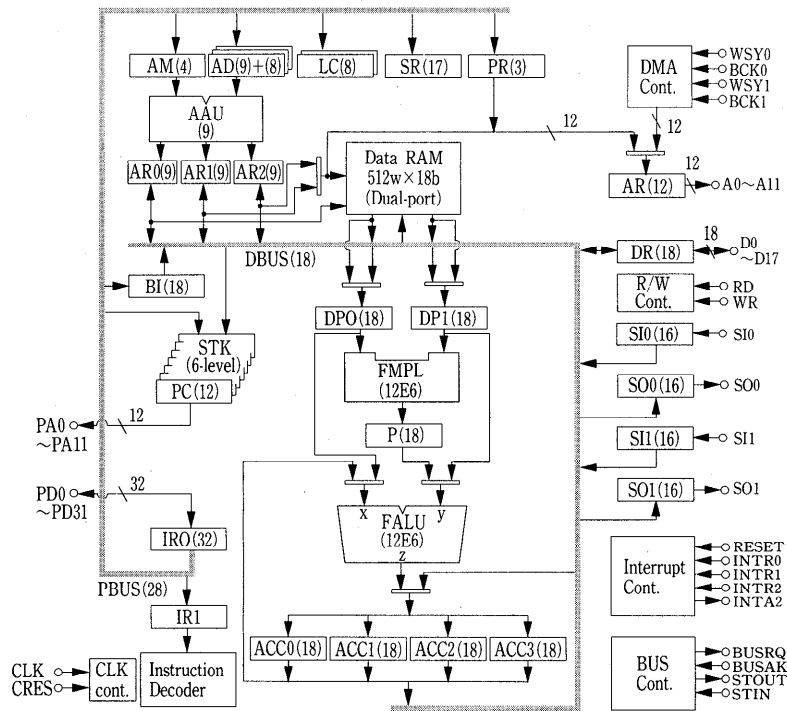 AM(4)
AD(9)+(8)
LC(8)
SR(17)
PR(3)
DMA
Cont.
WSY0
BCK0
WSY1
BCK1
AAU
(9)
12
12
AR0(9)
AR1(9)
AR2(9)
Data RAM
512w×18b
(Dual-port)
AR(12)
12
A0~A11
DBUS(18)
DR(18)
18
D0
~D17
BI(18)
R/W
Cont.
RD
WR
DP0(18)
DP1(18)
SI0(16)
SI0
STK
(6-level)
PC(12)
FMPL
(12E6)
SO0(16)
SO0
PA0
~PA11
12
P(18)
SI1(16)
SI1
PD0
~PD31
32
SO1(16)
SO1
x
y
FALU
(12E6)
z
IRO(32)
PBUS(28)
Interrupt
Cont.
RESET
INTR0
INTR1
INTR2
INTA2
IR1
ACC0(18)
ACC1(18)
ACC2(18)
ACC3(18)
CLK
CRES
CLK
cont.
Instruction
Decoder
BUS
Cont.
BUSRQ
BUSAK
STOUT
STIN